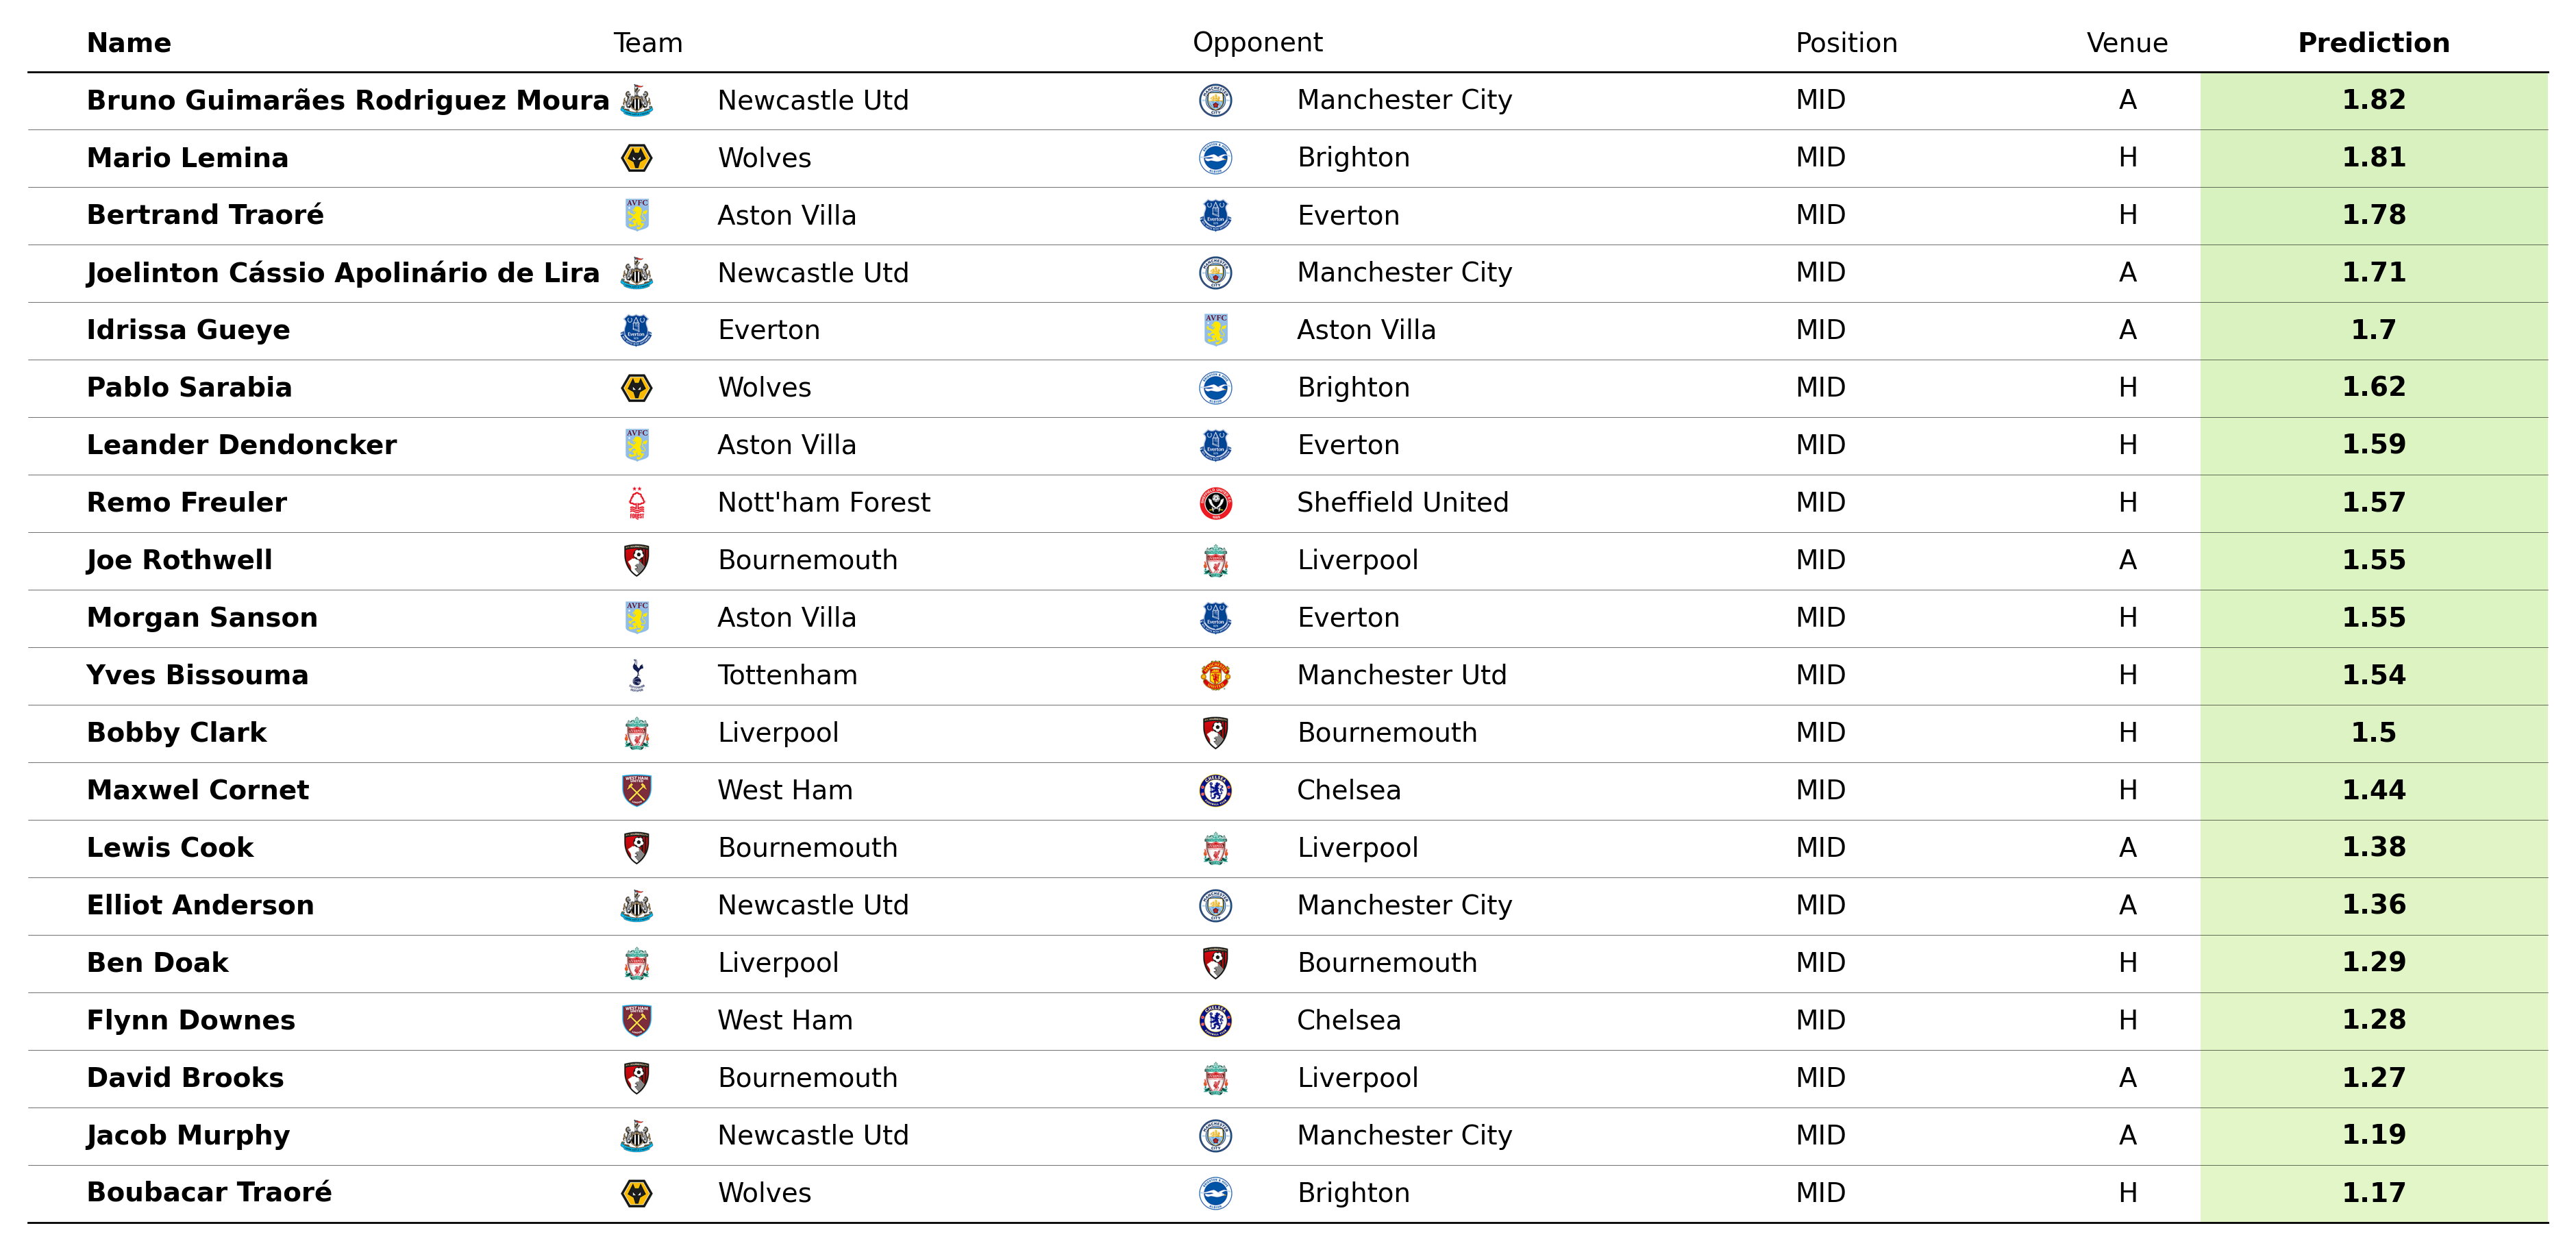 Name Team Opponent Position Venue Prediction
Bruno Guimarães Rodriguez Moura Newcastle Utd Manchester City MID A 1.82
Mario Lemina Wolves Brighton MID H 1.81
Bertrand Traoré Aston Villa Everton MID H 1.78
Joelinton Cássio Apolinário de Lira Newcastle Utd Manchester City MID A 1.71
Idrissa Gueye Everton Aston Villa MID A 1.7
Pablo Sarabia Wolves Brighton MID H 1.62
Leander Dendoncker Aston Villa Everton MID H 1.59
Remo Freuler Nott'ham Forest Sheffield United MID H 1.57
Joe Rothwell Bournemouth Liverpool MID A 1.55
Morgan Sanson Aston Villa Everton MID H 1.55
Yves Bissouma Tottenham Manchester Utd MID H 1.54
Bobby Clark Liverpool Bournemouth MID H 1.5
Maxwel Cornet West Ham Chelsea MID H 1.44
Lewis Cook Bournemouth Liverpool MID A 1.38
Elliot Anderson Newcastle Utd Manchester City MID A 1.36
Ben Doak Liverpool Bournemouth MID H 1.29
Flynn Downes West Ham Chelsea MID H 1.28
David Brooks Bournemouth Liverpool MID A 1.27
Jacob Murphy Newcastle Utd Manchester City MID A 1.19
Boubacar Traoré Wolves Brighton MID H 1.17